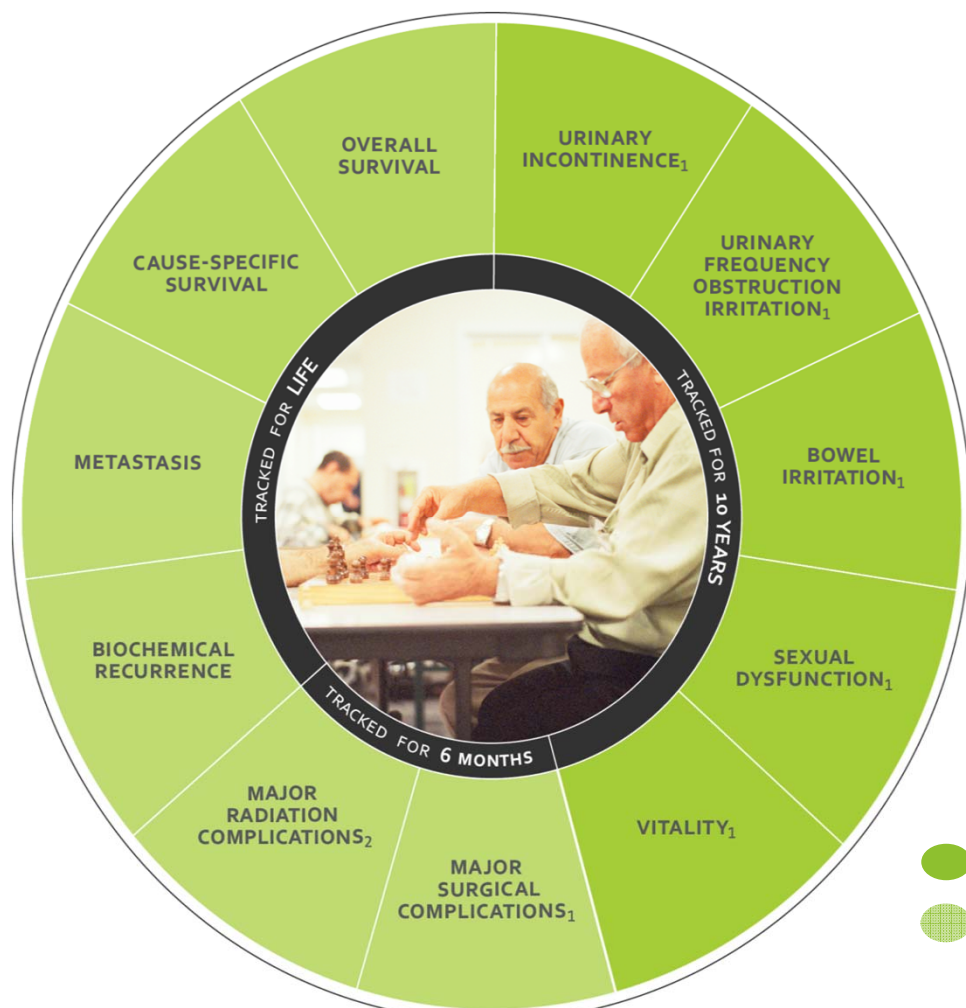 OVERALL
SURVIVAL
URINARY
INCONTINENCE₁
URINARY
FREQUENCY
OBSTRUCTION
IRRITATION₁
BOWEL
IRRITATION₁
SEXUAL
DYSFUNCTION₁
VITALITY₁
MAJOR
SURGICAL
COMPLICATIONS₁
MAJOR
RADIATION
COMPLICATIONS₂
BIOCHEMICAL
RECURRENCE
METASTASIS
CAUSE-SPECIFIC
SURVIVAL
TRACKED FOR LIFE
TRACKED FOR 10 YEARS
TRACKED FOR 6 MONTHS